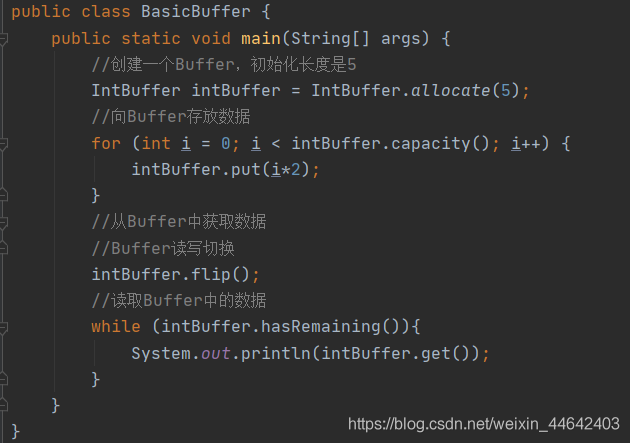 public class BasicBuffer {
    public static void main(String[] args) {
        //创建一个Buffer，初始化长度是5
        IntBuffer intBuffer = IntBuffer.allocate(5);
        //向Buffer存放数据
        for (int i = 0; i < intBuffer.capacity(); i++) {
            intBuffer.put(i*2);
        }
        //从Buffer中获取数据
        //Buffer读写切换
        intBuffer.flip();
        //读取Buffer中的数据
        while (intBuffer.hasRemaining()){
            System.out.println(intBuffer.get());
        }
    }
}
https://blog.csdn.net/weixin_44642403